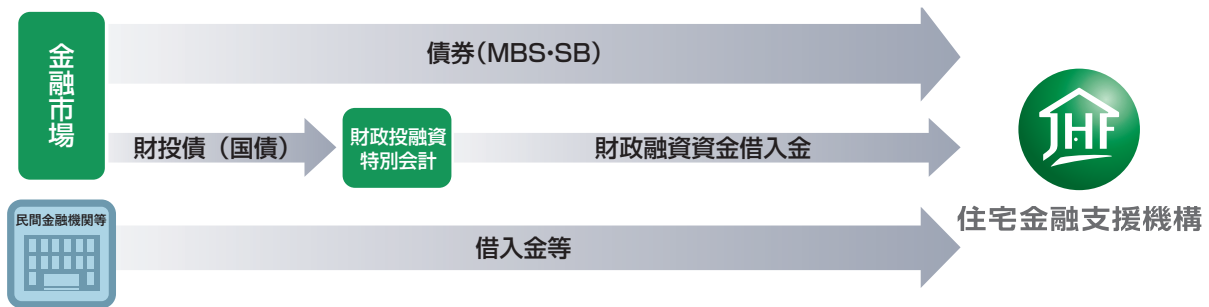 金融市場
債券（MBS・SB）
財投債（国債）
財政投融資
特別会計
財政融資資金借入金
JHF
住宅金融支援機構
民間金融機関等
借入金等